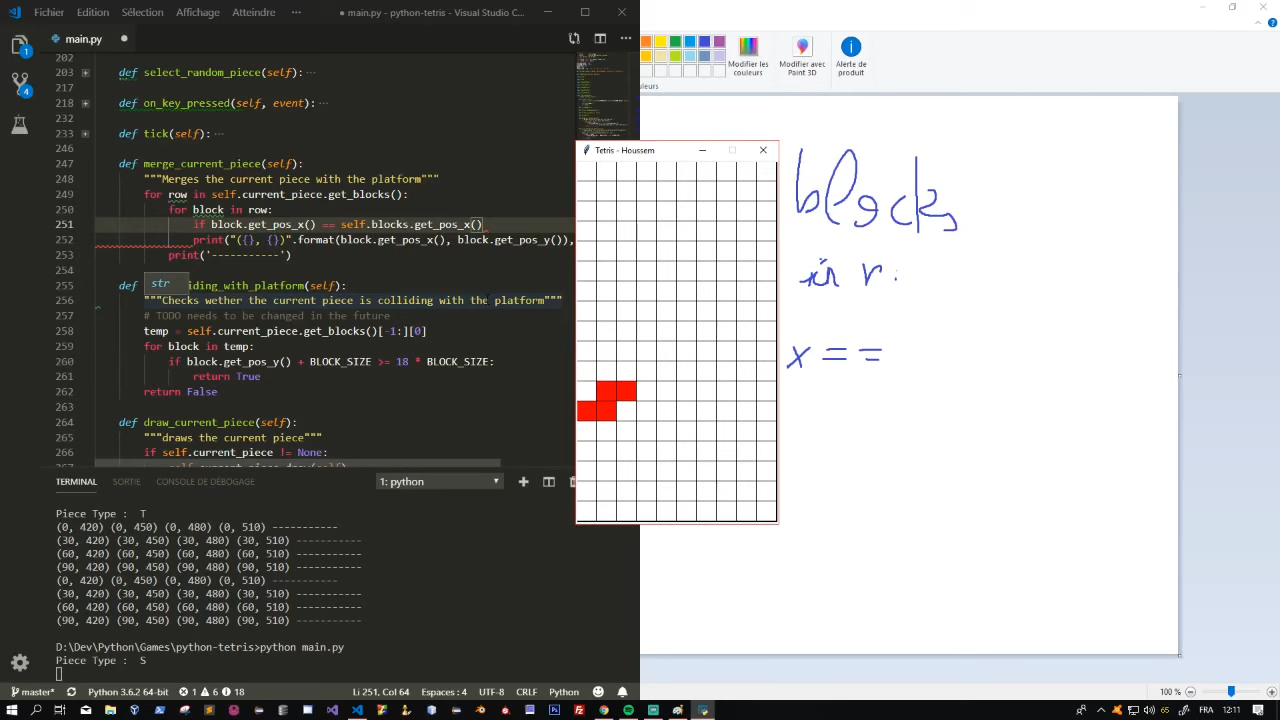 Fichier Edition Sélection Affichage Atteindre ··· ● main.py - python-tetris - Visual Studio C...
main.py
202
203 def select_random_piece(self): ···
217
218 def on_key_pressed(self, event): ···
232
233 def tick(self): ···
246
247 def merge_current_piece(self):
248 """Merges the current piece with the platform"""
249 for row in self.current_piece.get_blocks():
250 for block in row:
251 if block.get_pos_x() == self.blocks.get_pos_x()
252 print("({}, {})".format(block.get_pos_x(), block.get_pos_y()),
253 print('-----------')
254
str
255 def iding_with_platform(self):
256 """Checks wether the current piece is colliding with the platform"""
257 # TODO needs to be changed in the future
258 temp = self.current_piece.get_blocks()[-1:][0]
259 for block in temp:
260 if block.get_pos_y() + BLOCK_SIZE >= 18 * BLOCK_SIZE:
261 return True
262 return False
263
264 def draw_current_piece(self):
265 """draws the current piece"""
266 if self.current_piece != None:
267 self.current_piece.draw(self)
TERMINAL SORTIE CONSOLE DE DÉBOGAGE 1: python
Piece Type :  T
(0, 420) (0, 450) (0, 480) (0, 510) -----------
(30, 420) (30, 450) (30, 480) (30, 510) -----------
(60, 420) (60, 450) (60, 480) (60, 510) -----------
(90, 420) (90, 450) (90, 480) (90, 510) -----------
(0, 420) (0, 450) (0, 480) (0, 510) -----------
(30, 420) (30, 450) (30, 480) (30, 510) -----------
(60, 420) (60, 450) (60, 480) (60, 510) -----------
(90, 420) (90, 450) (90, 480) (90, 510) -----------
D:\Dev\Python\Games\python-tetris>python main.py
Piece Type :  S
master* Python 3.6.2 64-bit 1 6 18 Li 251, Col 64 Espaces : 4 UTF-8 CRLF Python
Tetris - Houssem
Modifier les couleurs
Modifier avec Paint 3D
Alerte de produit
uleurs
block
in r
x = =
100 %
65 FR 12:11